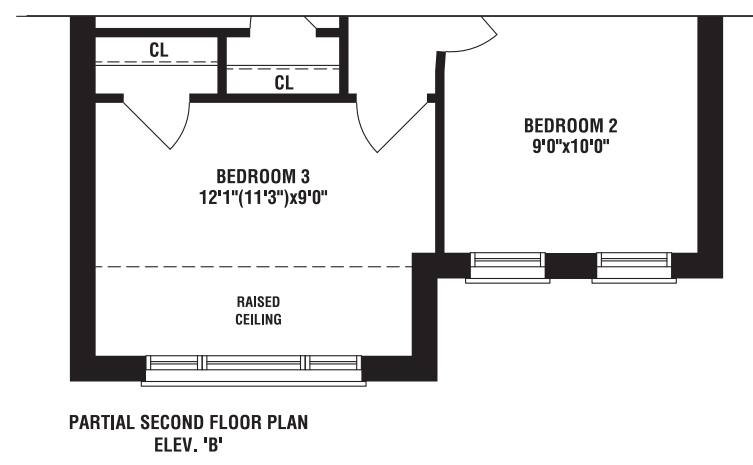 CL
CL
BEDROOM 2
9'0"x10'0"
BEDROOM 3
12'1"(11'3")x9'0"
RAISED
CEILING
PARTIAL SECOND FLOOR PLAN
ELEV. 'B'